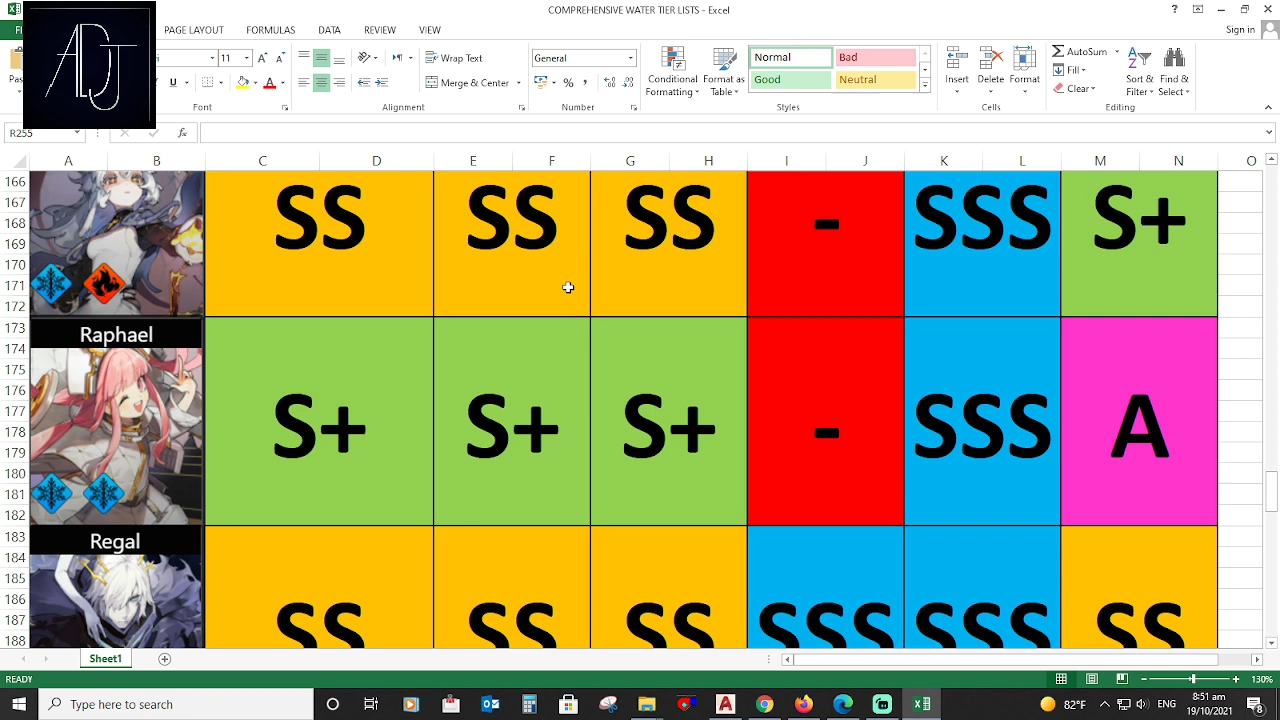 COMPREHENSIVE WATER TIER LISTS - Excel
?
PAGE LAYOUT FORMULAS DATA REVIEW VIEW Sign in
ADJ
11 Wrap Text General Normal Bad AutoSum
Merge & Center Conditional Formatting Format as Table Good Neutral Insert Delete Format Fill Clear Sort & Filter Find & Select
Font Alignment Number Styles Cells Editing
R255 fx
A B C D E F G H I J K L M N O
166
167
168
169
170
171
172
SS SS SS - SSS S+
Raphael
173
174
175
176
177
178
179
180
181
182
S+ S+ S+ - SSS A
Regal
183
184
185
186
187
188
SS SS SS SSS SSS SS
Sheet1
READY 130%
Type here to search 82° ENG 8:51 am
19/10/2021